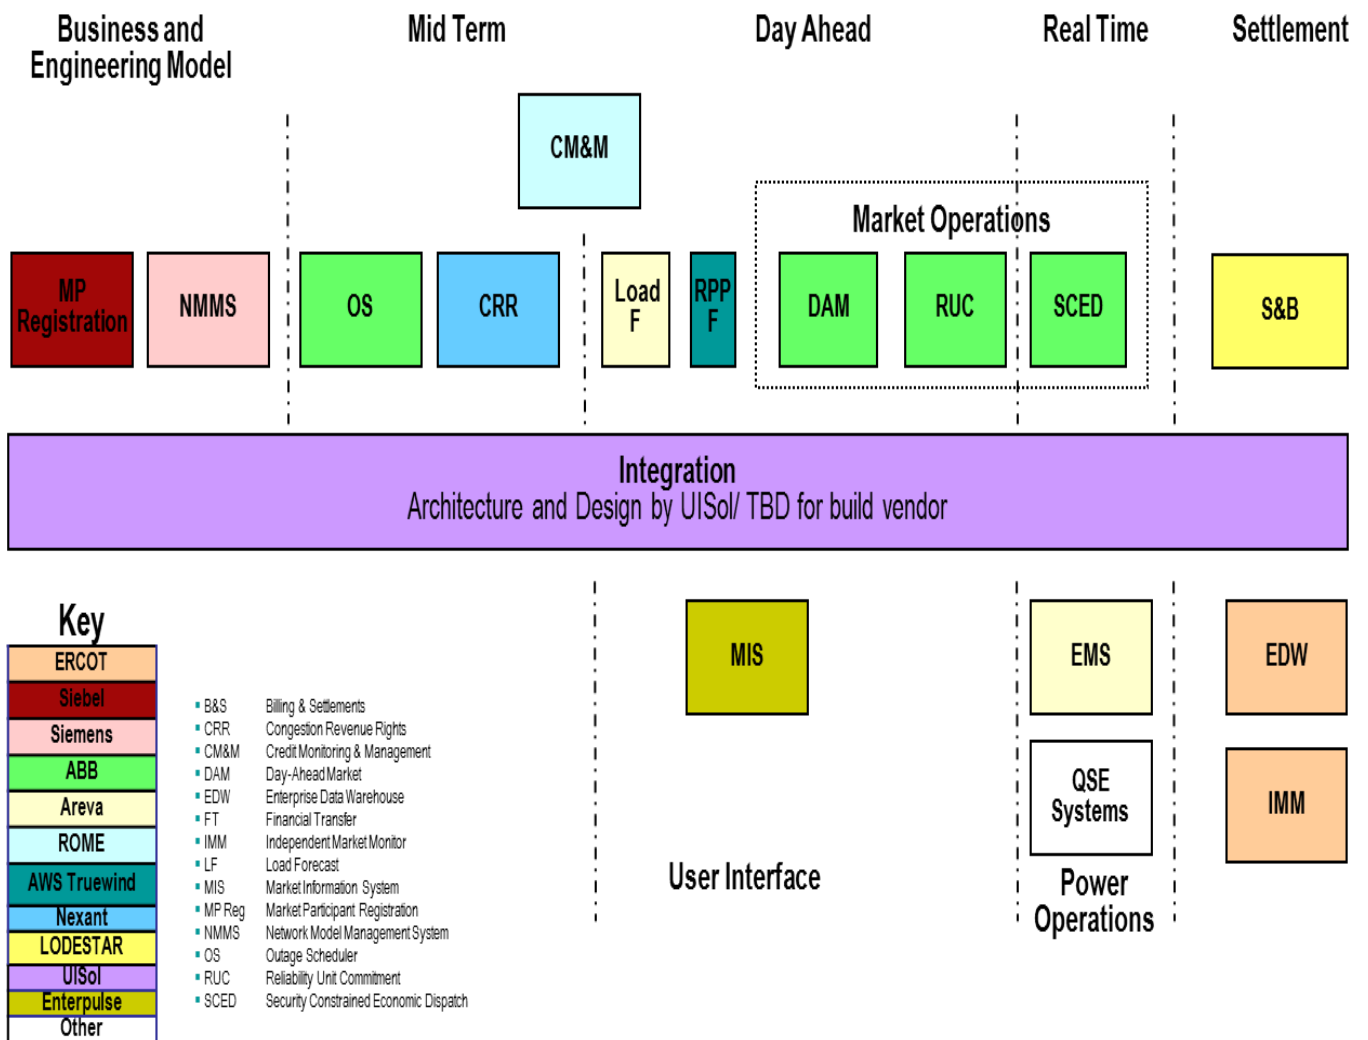 Business and
Engineering Model
Mid Term
Day Ahead
Real Time
Settlement
CM&M
Market Operations
MP
Registration
NMMS
OS
CRR
Load
F
RPP
F
DAM
RUC
SCED
S&B
Integration
Architecture and Design by UISol/ TBD for build vendor
Key
ERCOT
Siebel
Siemens
ABB
Areva
ROME
AWS Truewind
Nexant
LODESTAR
UISol
Enterpulse
Other
B&S Billing & Settlements
CRR Congestion Revenue Rights
CM&M Credit Monitoring & Management
DAM Day-Ahead Market
EDW Enterprise Data Warehouse
FT Financial Transfer
IMM Independent Market Monitor
LF Load Forecast
MIS Market Information System
MP Reg Market Participant Registration
NMMS Network Model Management System
OS Outage Scheduler
RUC Reliability Unit Commitment
SCED Security Constrained Economic Dispatch
MIS
User Interface
EMS
QSE
Systems
Power
Operations
EDW
IMM